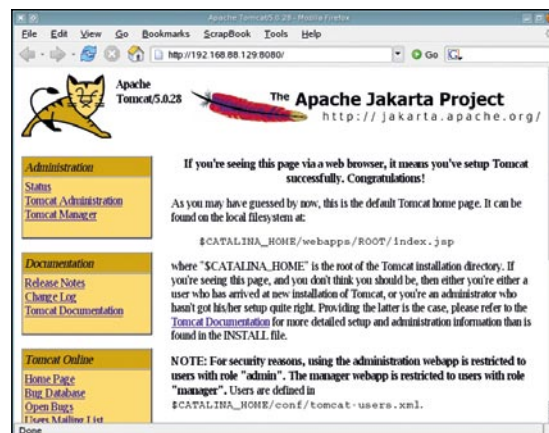 Apache Tomcat/5.0.28 - Mozilla Firefox
File Edit View Go Bookmarks ScrapBook Tools Help
http://192.168.88.129:8080/
Go
Apache
Tomcat/5.0.28
The Apache Jakarta Project
http://jakarta.apache.org/
Administration
Status
Tomcat Administration
Tomcat Manager
Documentation
Release Notes
Change Log
Tomcat Documentation
Tomcat Online
Home Page
Bug Database
Open Bugs
Users Mailing List
If you're seeing this page via a web browser, it means you've setup Tomcat
successfully. Congratulations!
As you may have guessed by now, this is the default Tomcat home page. It can be
found on the local filesystem at:
$CATALINA_HOME/webapps/ROOT/index.jsp
where "$CATALINA_HOME" is the root of the Tomcat installation directory. If
you're seeing this page, and you don't think you should be, then either you're either a
user who has arrived at new installation of Tomcat, or you're an administrator who
hasn't got his/her setup quite right. Providing the latter is the case, please refer to the
Tomcat Documentation for more detailed setup and administration information than is
found in the INSTALL file.
NOTE: For security reasons, using the administration webapp is restricted to
users with role "admin". The manager webapp is restricted to users with role
"manager". Users are defined in
$CATALINA_HOME/conf/tomcat-users.xml.
Done